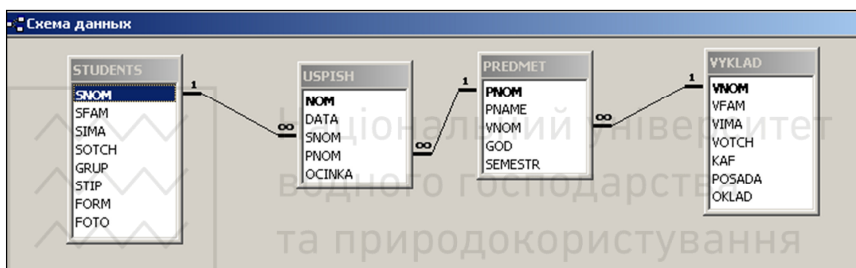 Схема данных
STUDENTS
SNOM
SFAM
SIMA
SOTCH
GRUP
STIP
FORM
FOTO
1
∞
USPISH
NOM
DATA
SNOM
PNOM
OCINKA
∞
1
PREDMET
PNOM
PNAME
VNOM
GOD
SEMESTR
∞
1
VYKLAD
VNOM
VFAM
VIMA
VOTCH
KAF
POSADA
OKLAD
Національний університет
водного господарства
та природокористування